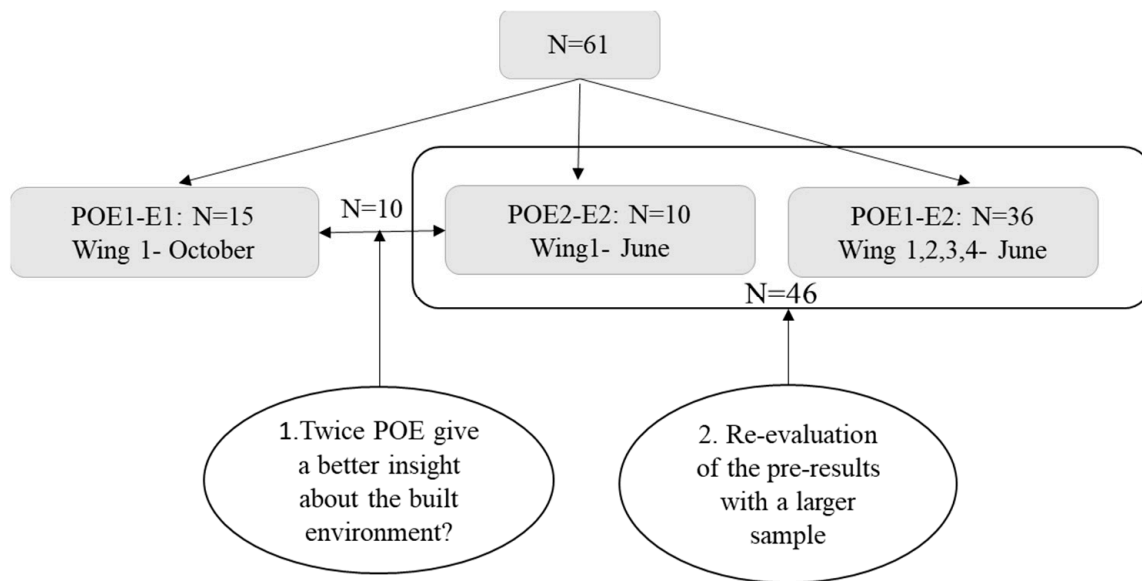 N=61
POE1-E1: N=15
Wing 1- October
N=10
POE2-E2: N=10
Wing1- June
POE1-E2: N=36
Wing 1,2,3,4- June
N=46
1.Twice POE give
a better insight
about the built
environment?
2. Re-evaluation
of the pre-results
with a larger
sample